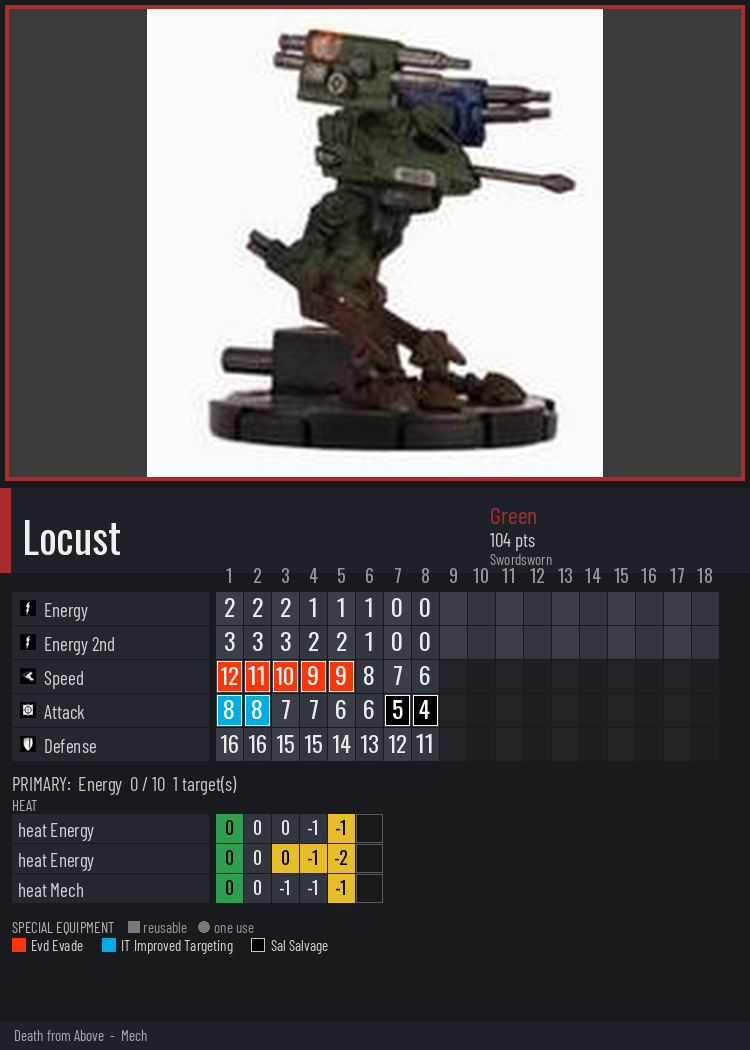 Locust
Green
104 pts
Swordsworn
1 2 3 4 5 6 7 8 9 10 11 12 13 14 15 16 17 18
Energy 2 2 2 1 1 1 0 0
Energy 2nd 3 3 3 2 2 1 0 0
Speed 12 11 10 9 9 8 7 6
Attack 8 8 7 7 6 6 5 4
Defense 16 16 15 15 14 13 12 11
PRIMARY: Energy 0 / 10 1 target(s)
HEAT
heat Energy 0 0 0 -1 -1
heat Energy 0 0 0 -1 -2
heat Mech 0 0 -1 -1 -1
SPECIAL EQUIPMENT reusable one use
Evd Evade IT Improved Targeting Sal Salvage
Death from Above - Mech